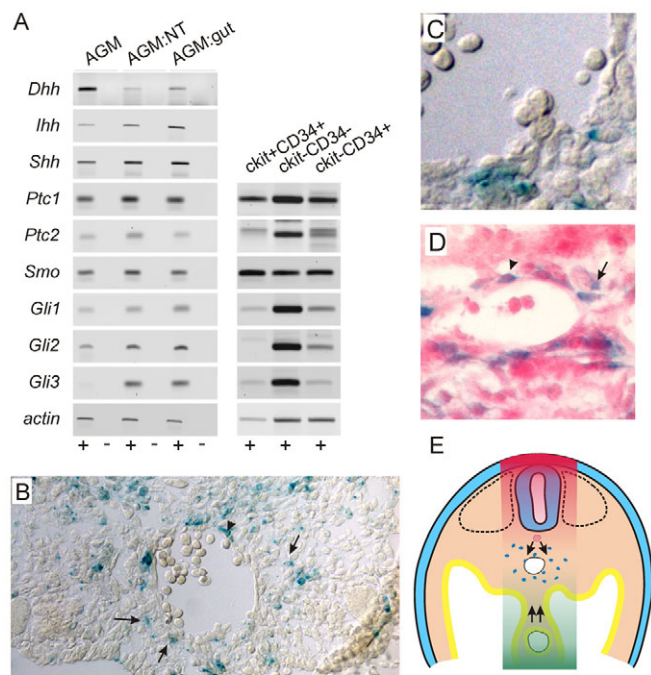 A
AGM
AGM:NT
AGM:gut
Dhh
Ihh
Shh
Ptc1
Ptc2
Smo
Gli1
Gli2
Gli3
actin
+ - + - + -
ckit+CD34+
ckit-CD34-
ckit-CD34+
+ + +
B
C
D
E